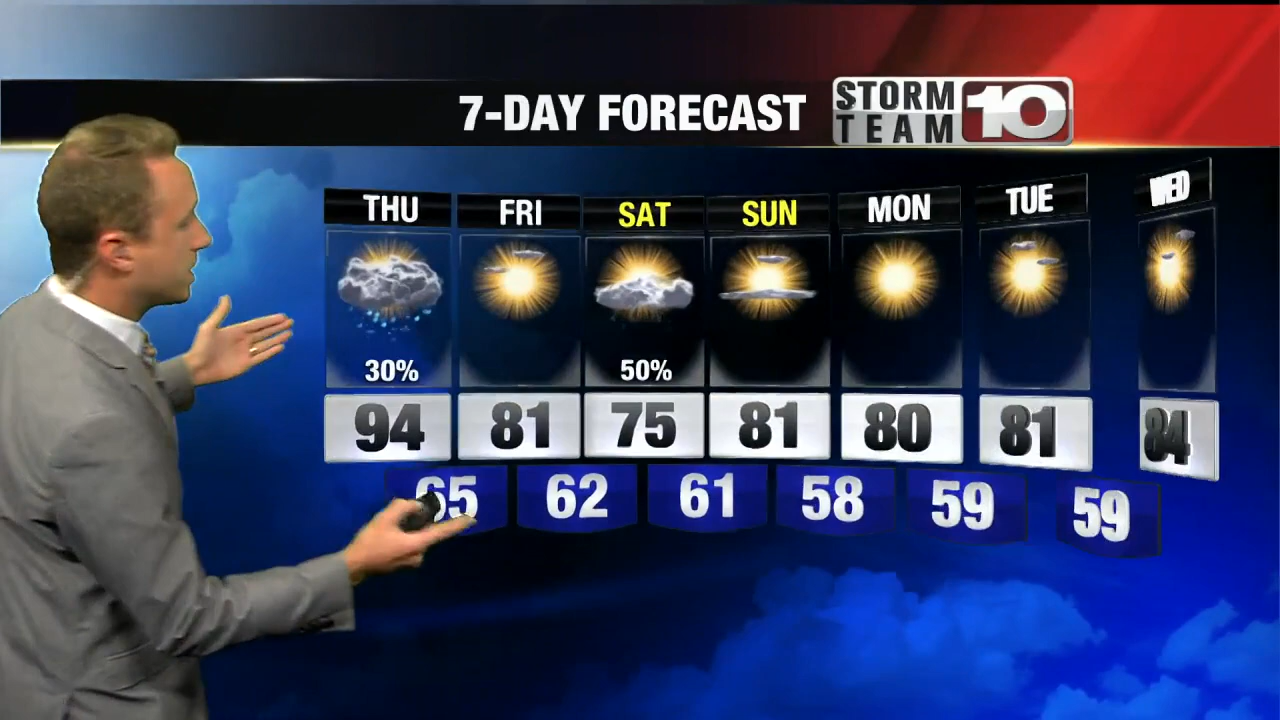 7-DAY FORECAST
STORM TEAM 10
THU FRI SAT SUN MON TUE WED
30% 50%
94 81 75 81 80 81 84
65 62 61 58 59 59